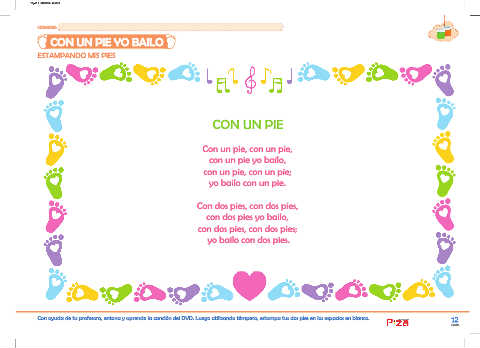 CON UN PIE YO BAILO
ESTAMPANDO MIS PIES
CON UN PIE
Con un pie, con un pie,
con un pie yo bailo,
con un pie, con un pie;
yo bailo con un pie.
Con dos pies, con dos pies,
con dos pies yo bailo,
con dos pies, con dos pies;
yo bailo con dos pies.
Con ayuda de tu profesora, entona y aprende la canción del DVD. Luego utilizando témpera, estampa tus dos pies en los espacios en blanco.
12